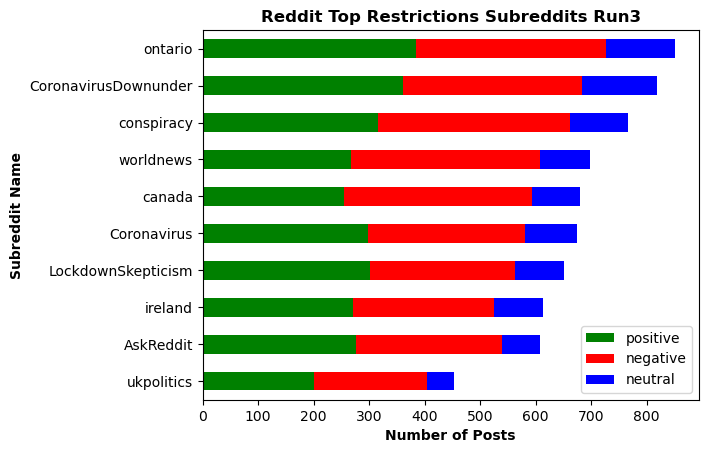 Reddit Top Restrictions Subreddits Run3
Subreddit Name
ontario
CoronavirusDownunder
conspiracy
worldnews
canada
Coronavirus
LockdownSkepticism
ireland
AskReddit
ukpolitics
positive
negative
neutral
0 100 200 300 400 500 600 700 800
Number of Posts